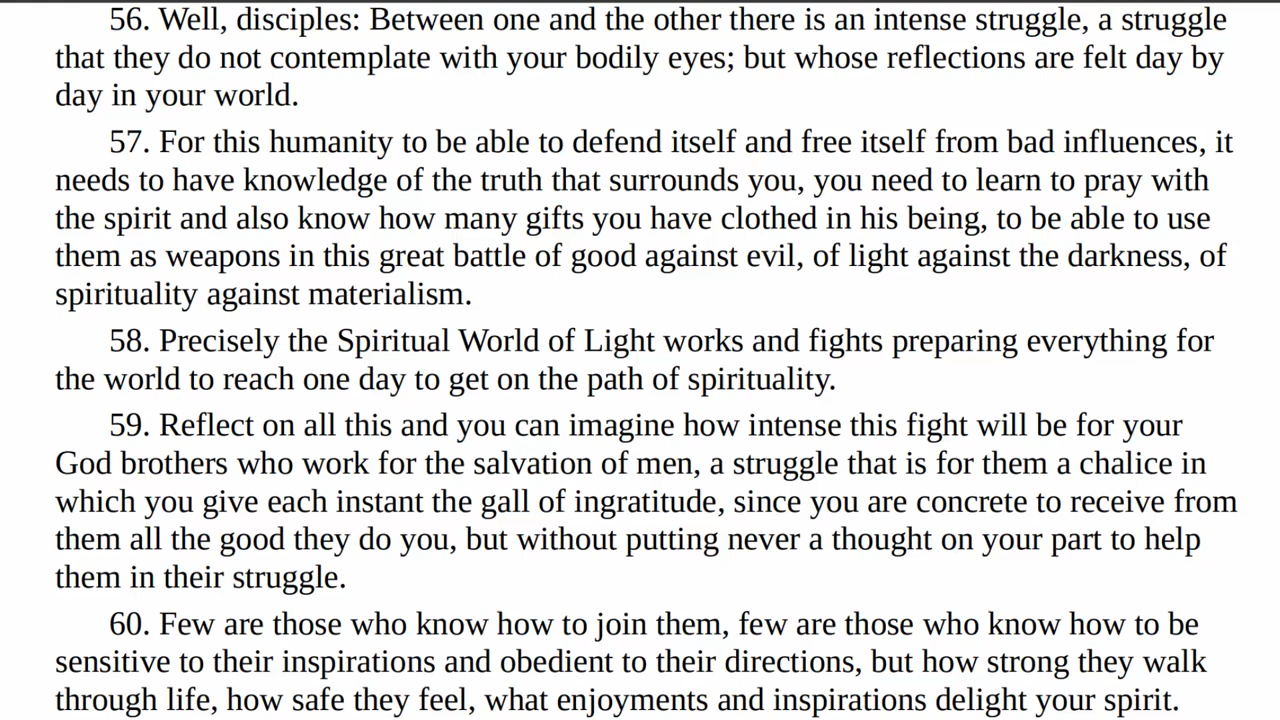 56. Well, disciples: Between one and the other there is an intense struggle, a struggle
that they do not contemplate with your bodily eyes; but whose reflections are felt day by
day in your world.
57. For this humanity to be able to defend itself and free itself from bad influences, it
needs to have knowledge of the truth that surrounds you, you need to learn to pray with
the spirit and also know how many gifts you have clothed in his being, to be able to use
them as weapons in this great battle of good against evil, of light against the darkness, of
spirituality against materialism.
58. Precisely the Spiritual World of Light works and fights preparing everything for
the world to reach one day to get on the path of spirituality.
59. Reflect on all this and you can imagine how intense this fight will be for your
God brothers who work for the salvation of men, a struggle that is for them a chalice in
which you give each instant the gall of ingratitude, since you are concrete to receive from
them all the good they do you, but without putting never a thought on your part to help
them in their struggle.
60. Few are those who know how to join them, few are those who know how to be
sensitive to their inspirations and obedient to their directions, but how strong they walk
through life, how safe they feel, what enjoyments and inspirations delight your spirit.